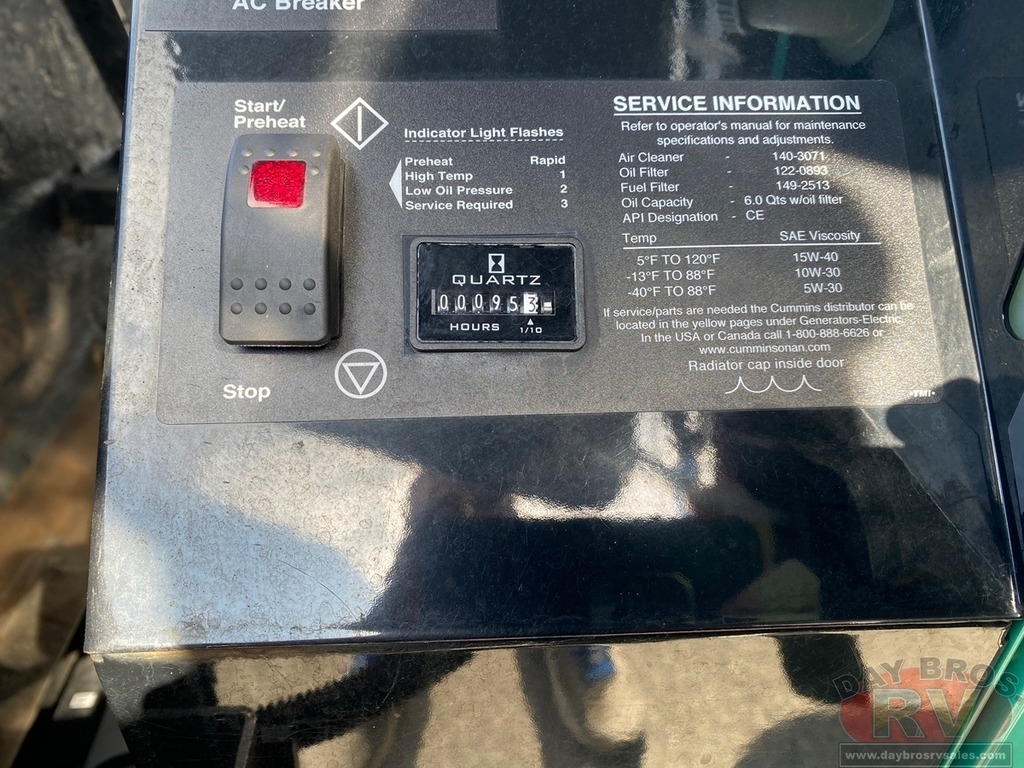 AC Breaker
Start/
Preheat
Indicator Light Flashes
Preheat Rapid
High Temp 1
Low Oil Pressure 2
Service Required 3
QUARTZ
000953
HOURS 1/10
Stop
SERVICE INFORMATION
Refer to operator's manual for maintenance
specifications and adjustments.
Air Cleaner - 140-3071
Oil Filter - 122-0893
Fuel Filter - 149-2513
Oil Capacity - 6.0 Qts w/oil filter
API Designation - CE
Temp SAE Viscosity
5°F TO 120°F 15W-40
-13°F TO 88°F 10W-30
-40°F TO 88°F 5W-30
If service/parts are needed the Cummins distributor can be
located in the yellow pages under Generators-Electric.
In the USA or Canada call 1-800-888-6626 or
www.cumminsonan.com
Radiator cap inside door
-TMI-
DAY BROS
RV
www.daybrosrvsales.com